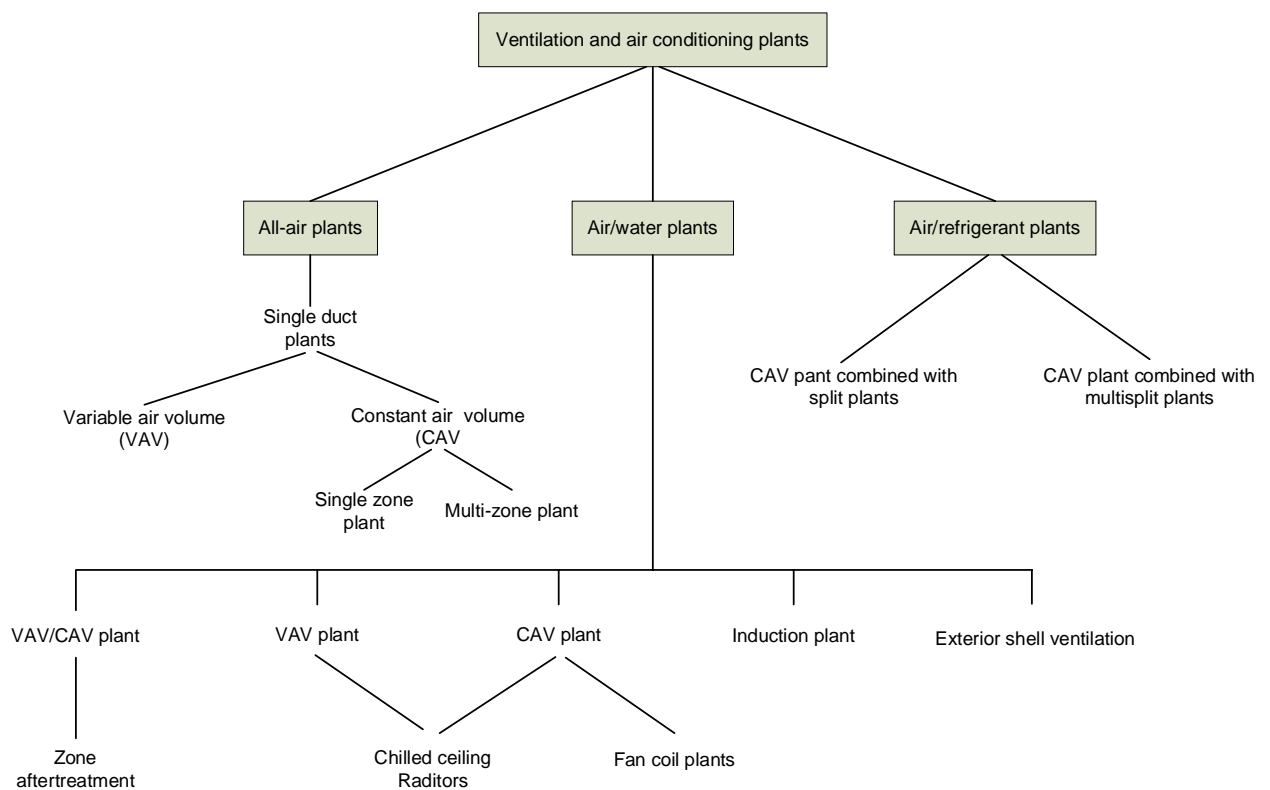 Ventilation and air conditioning plants
All-air plants
Air/water plants
Air/refrigerant plants
Single duct
plants
CAV pant combined with
split plants
CAV plant combined with
multisplit plants
Variable air volume
(VAV)
Constant air volume
(CAV
Single zone
plant
Multi-zone plant
VAV/CAV plant
VAV plant
CAV plant
Induction plant
Exterior shell ventilation
Zone
aftertreatment
Chilled ceiling
Raditors
Fan coil plants